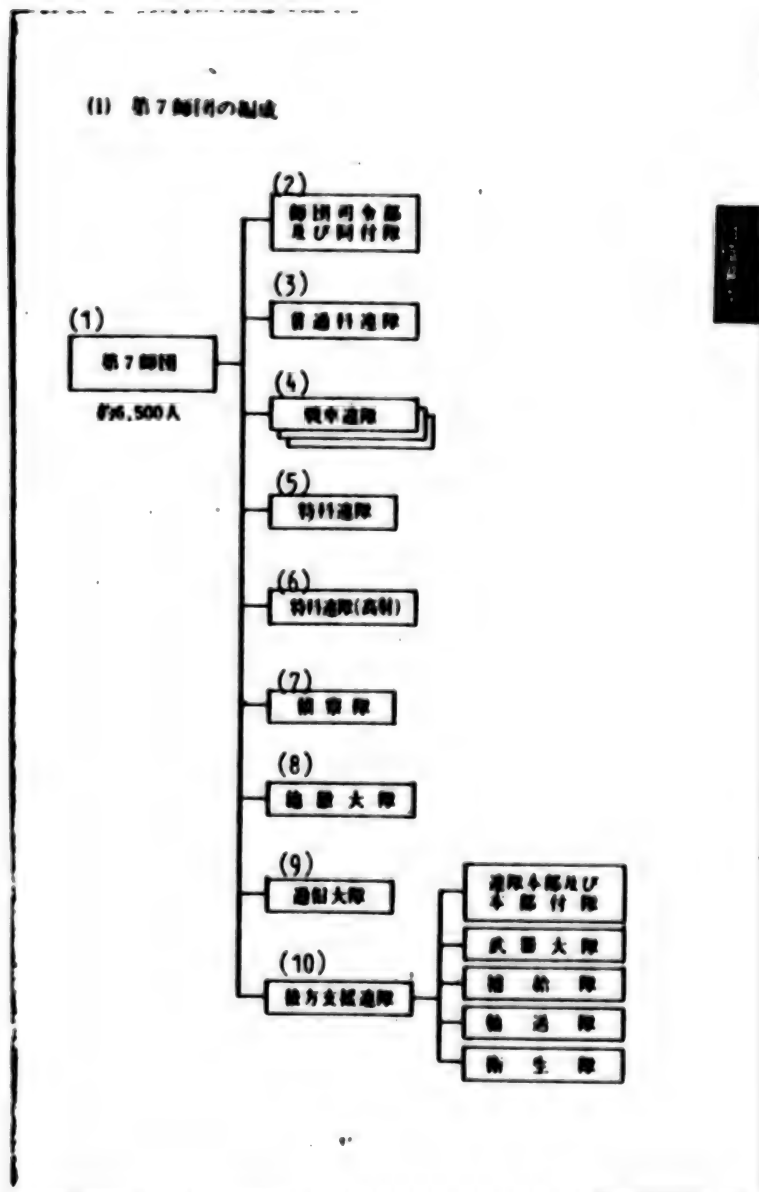 (1) 第7師団の編成
(1)
第7師団
約6,500人
(2)
師団司令部
及び同付隊
(3)
普通科連隊
(4)
戦車連隊
(5)
特科連隊
(6)
特科連隊(高射)
(7)
偵察隊
(8)
施設大隊
(9)
通信大隊
(10)
後方支援連隊
連隊本部及び
本部付隊
武器大隊
補給隊
輸送隊
衛生隊